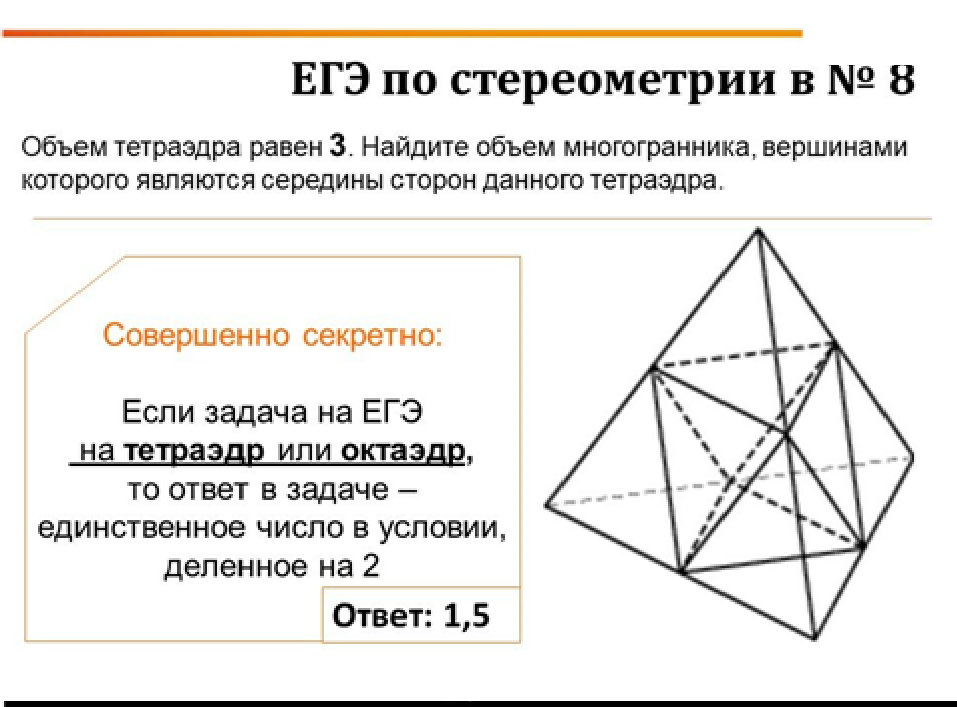 ЕГЭ по стереометрии в № 8
Объем тетраэдра равен 3. Найдите объем многогранника, вершинами
которого являются середины сторон данного тетраэдра.
Совершенно секретно:
Если задача на ЕГЭ
на тетраэдр или октаэдр,
то ответ в задаче –
единственное число в условии,
деленное на 2
Ответ: 1,5